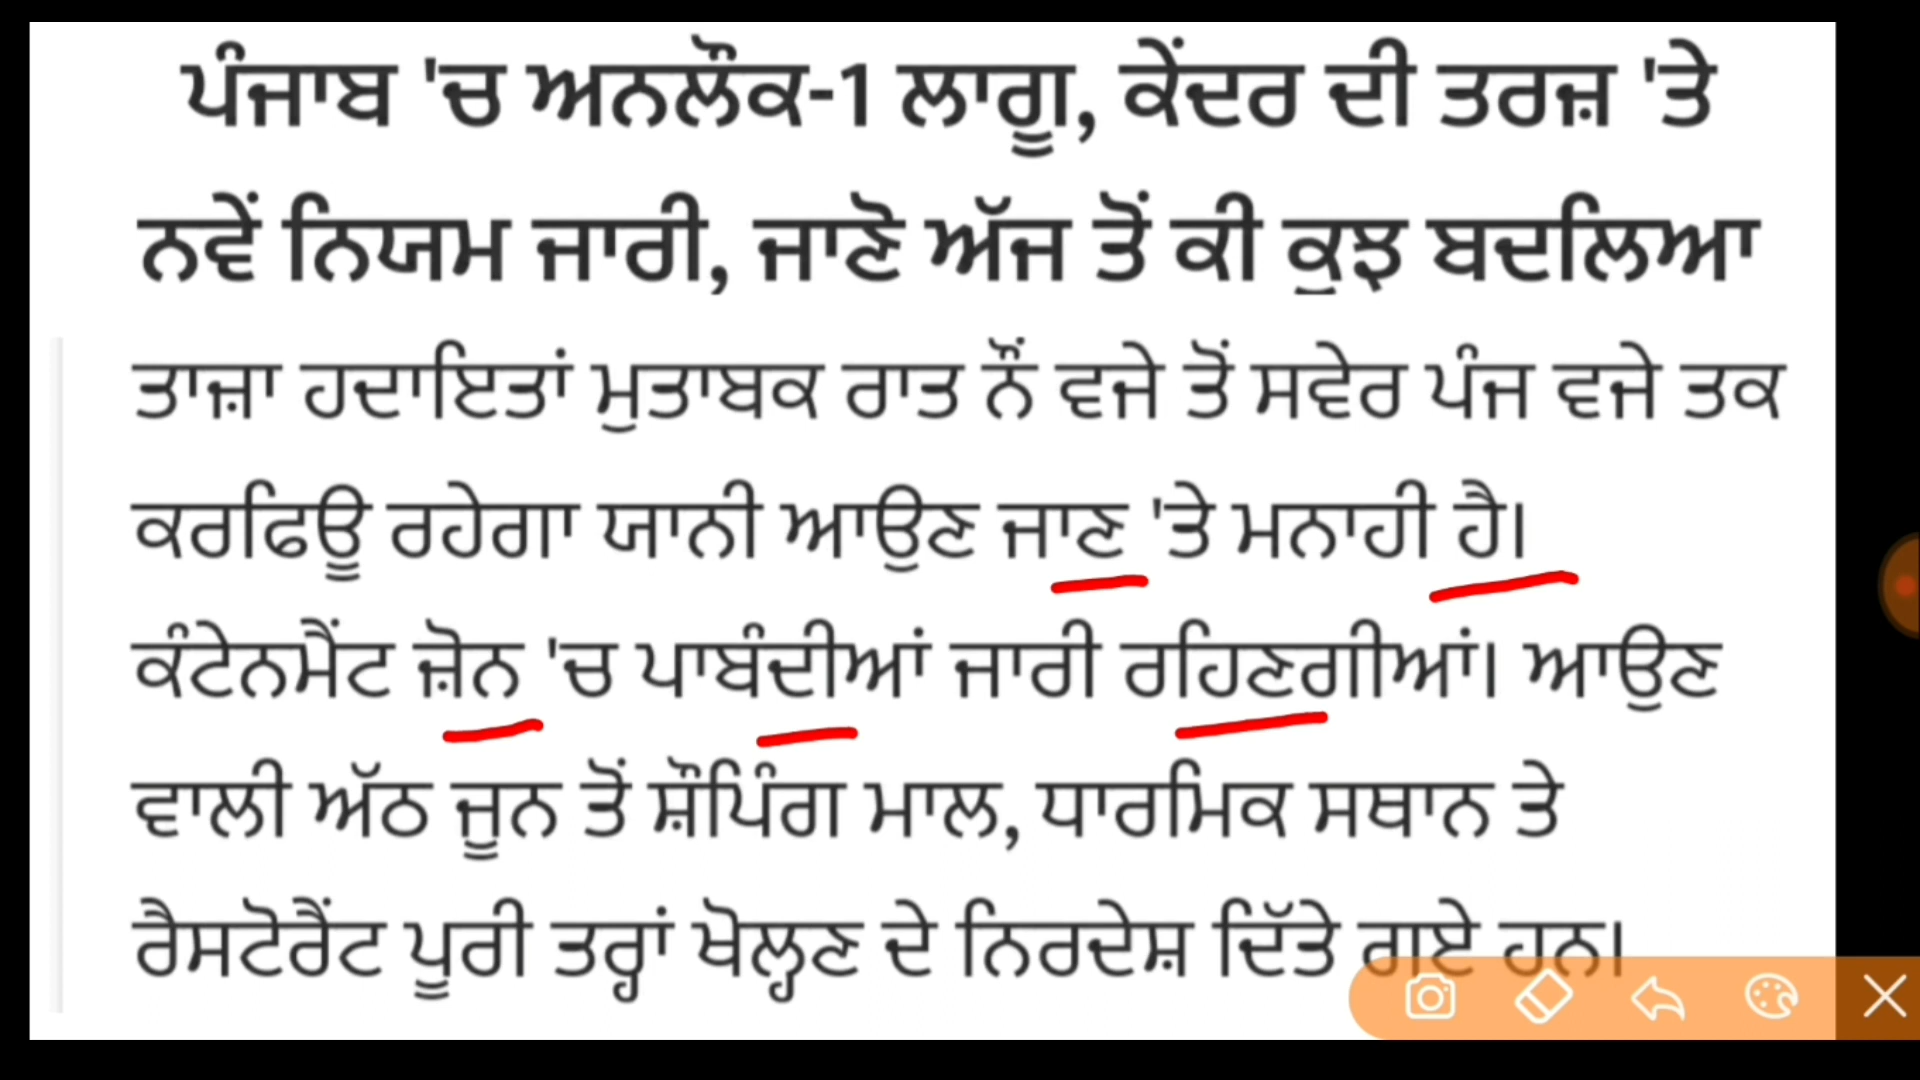 ਪੰਜਾਬ 'ਚ ਅਨਲੌਕ-1 ਲਾਗੂ, ਕੇਂਦਰ ਦੀ ਤਰਜ਼ 'ਤੇ
ਨਵੇਂ ਨਿਯਮ ਜਾਰੀ, ਜਾਣੋ ਅੱਜ ਤੋਂ ਕੀ ਕੁਝ ਬਦਲਿਆ
ਤਾਜ਼ਾ ਹਦਾਇਤਾਂ ਮੁਤਾਬਕ ਰਾਤ ਨੌਂ ਵਜੇ ਤੋਂ ਸਵੇਰ ਪੰਜ ਵਜੇ ਤਕ
ਕਰਫਿਊ ਰਹੇਗਾ ਯਾਨੀ ਆਉਣ ਜਾਣ 'ਤੇ ਮਨਾਹੀ ਹੈ।
ਕੰਟੇਨਮੈਂਟ ਜ਼ੋਨ 'ਚ ਪਾਬੰਦੀਆਂ ਜਾਰੀ ਰਹਿਣਗੀਆਂ। ਆਉਣ
ਵਾਲੀ ਅੱਠ ਜੂਨ ਤੋਂ ਸ਼ੌਪਿੰਗ ਮਾਲ, ਧਾਰਮਿਕ ਸਥਾਨ ਤੇ
ਰੈਸਟੋਰੈਂਟ ਪੂਰੀ ਤਰ੍ਹਾਂ ਖੋਲ੍ਹਣ ਦੇ ਨਿਰਦੇਸ਼ ਦਿੱਤੇ ਗਏ ਹਨ।